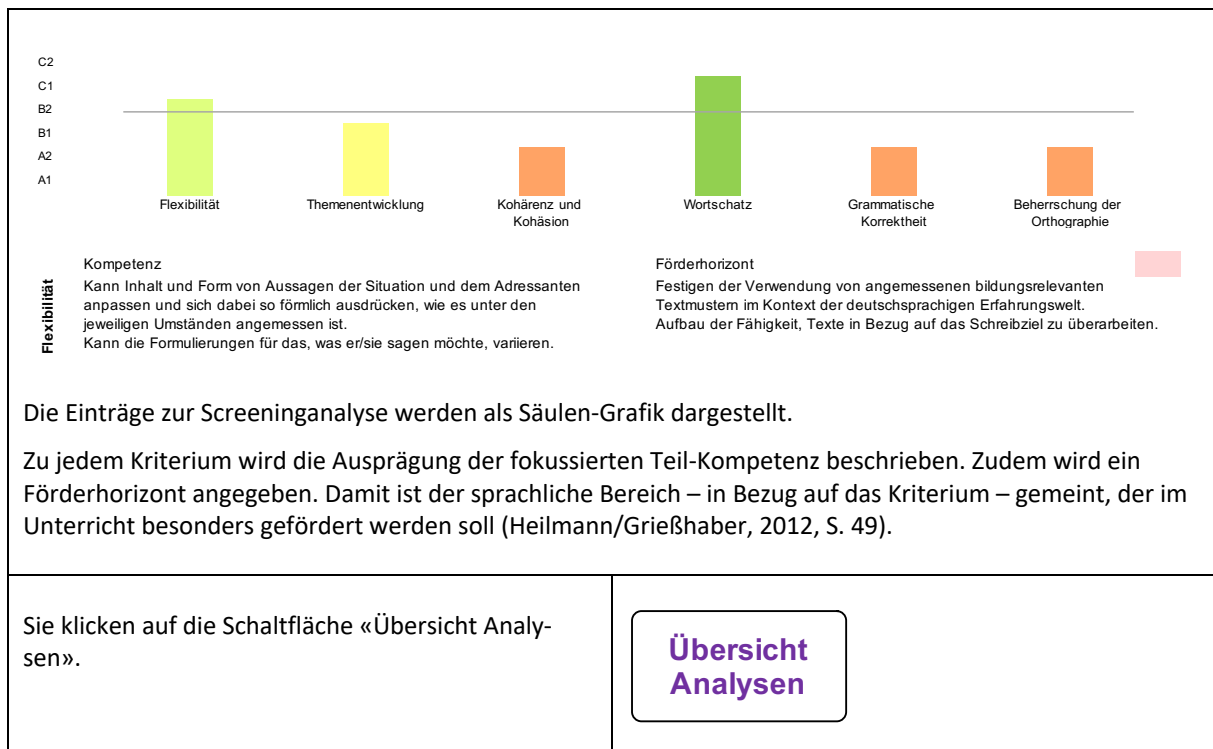 C2
C1
B2
B1
A2
A1
Flexibilität
Themenentwicklung
Kohärenz und
Kohäsion
Wortschatz
Grammatische
Korrektheit
Beherrschung der
Orthographie
Flexibilität
Kompetenz
Kann Inhalt und Form von Aussagen der Situation und dem Adressanten
anpassen und sich dabei so förmlich ausdrücken, wie es unter den
jeweiligen Umständen angemessen ist.
Kann die Formulierungen für das, was er/sie sagen möchte, variieren.
Förderhorizont
Festigen der Verwendung von angemessenen bildungsrelevanten
Textmustern im Kontext der deutschsprachigen Erfahrungswelt.
Aufbau der Fähigkeit, Texte in Bezug auf das Schreibziel zu überarbeiten.
Die Einträge zur Screeninganalyse werden als Säulen-Grafik dargestellt.
Zu jedem Kriterium wird die Ausprägung der fokussierten Teil-Kompetenz beschrieben. Zudem wird ein
Förderhorizont angegeben. Damit ist der sprachliche Bereich – in Bezug auf das Kriterium – gemeint, der im
Unterricht besonders gefördert werden soll (Heilmann/Grießhaber, 2012, S. 49).
Sie klicken auf die Schaltfläche «Übersicht Analy-
sen».
Übersicht
Analysen